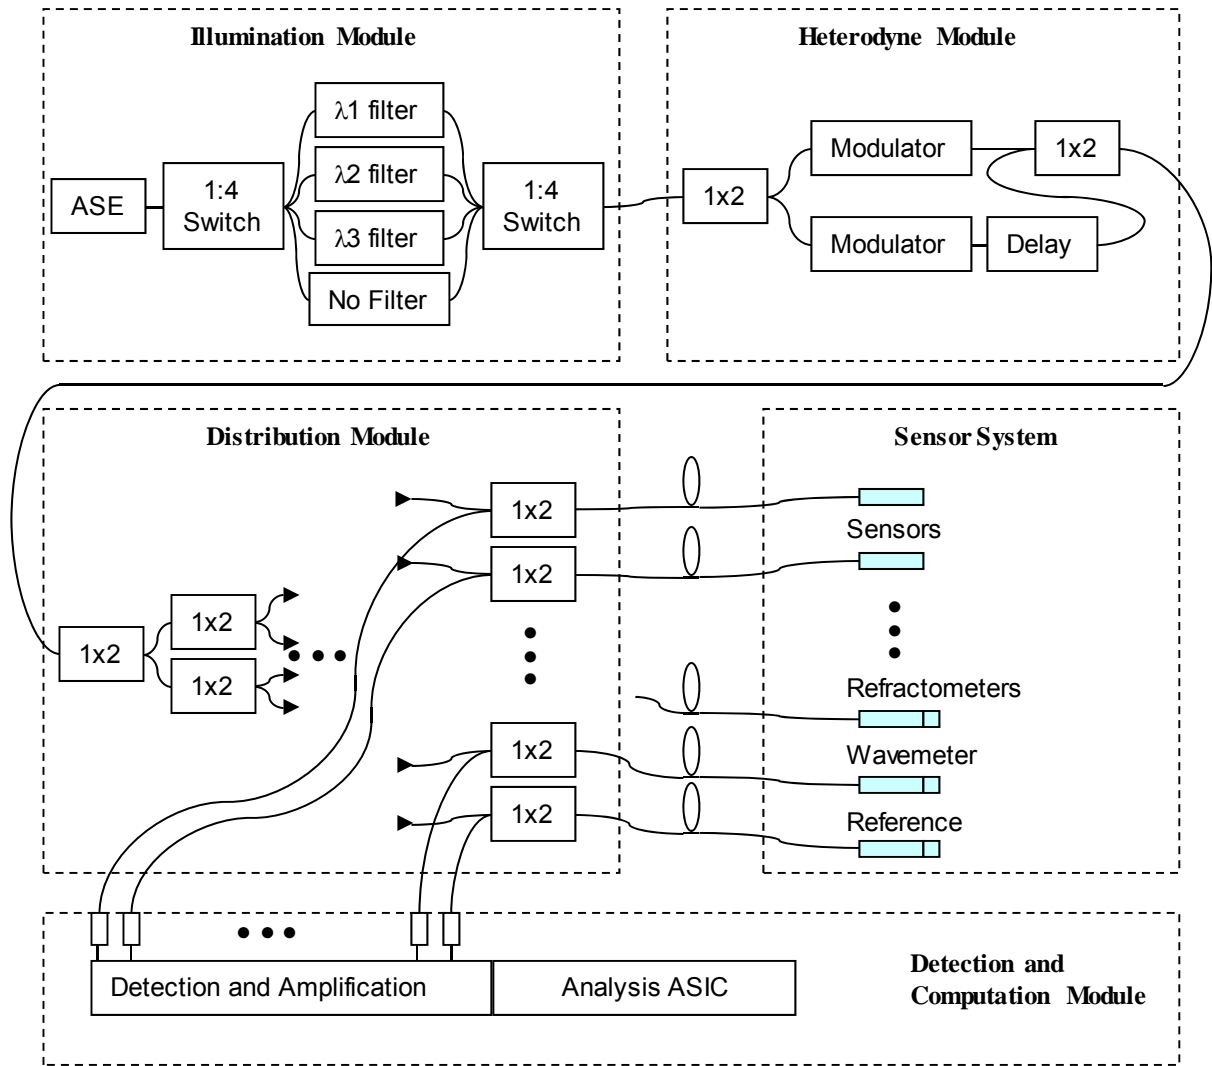 Illumination Module
Heterodyne Module
λ1 filter
λ2 filter
λ3 filter
No Filter
ASE
1:4
Switch
1:4
Switch
1x2
Modulator
Modulator
Delay
1x2
Distribution Module
Sensor System
1x2
1x2
1x2
1x2
1x2
1x2
1x2
Sensors
Refractometers
Wavemeter
Reference
Detection and Amplification
Analysis ASIC
Detection and
Computation Module